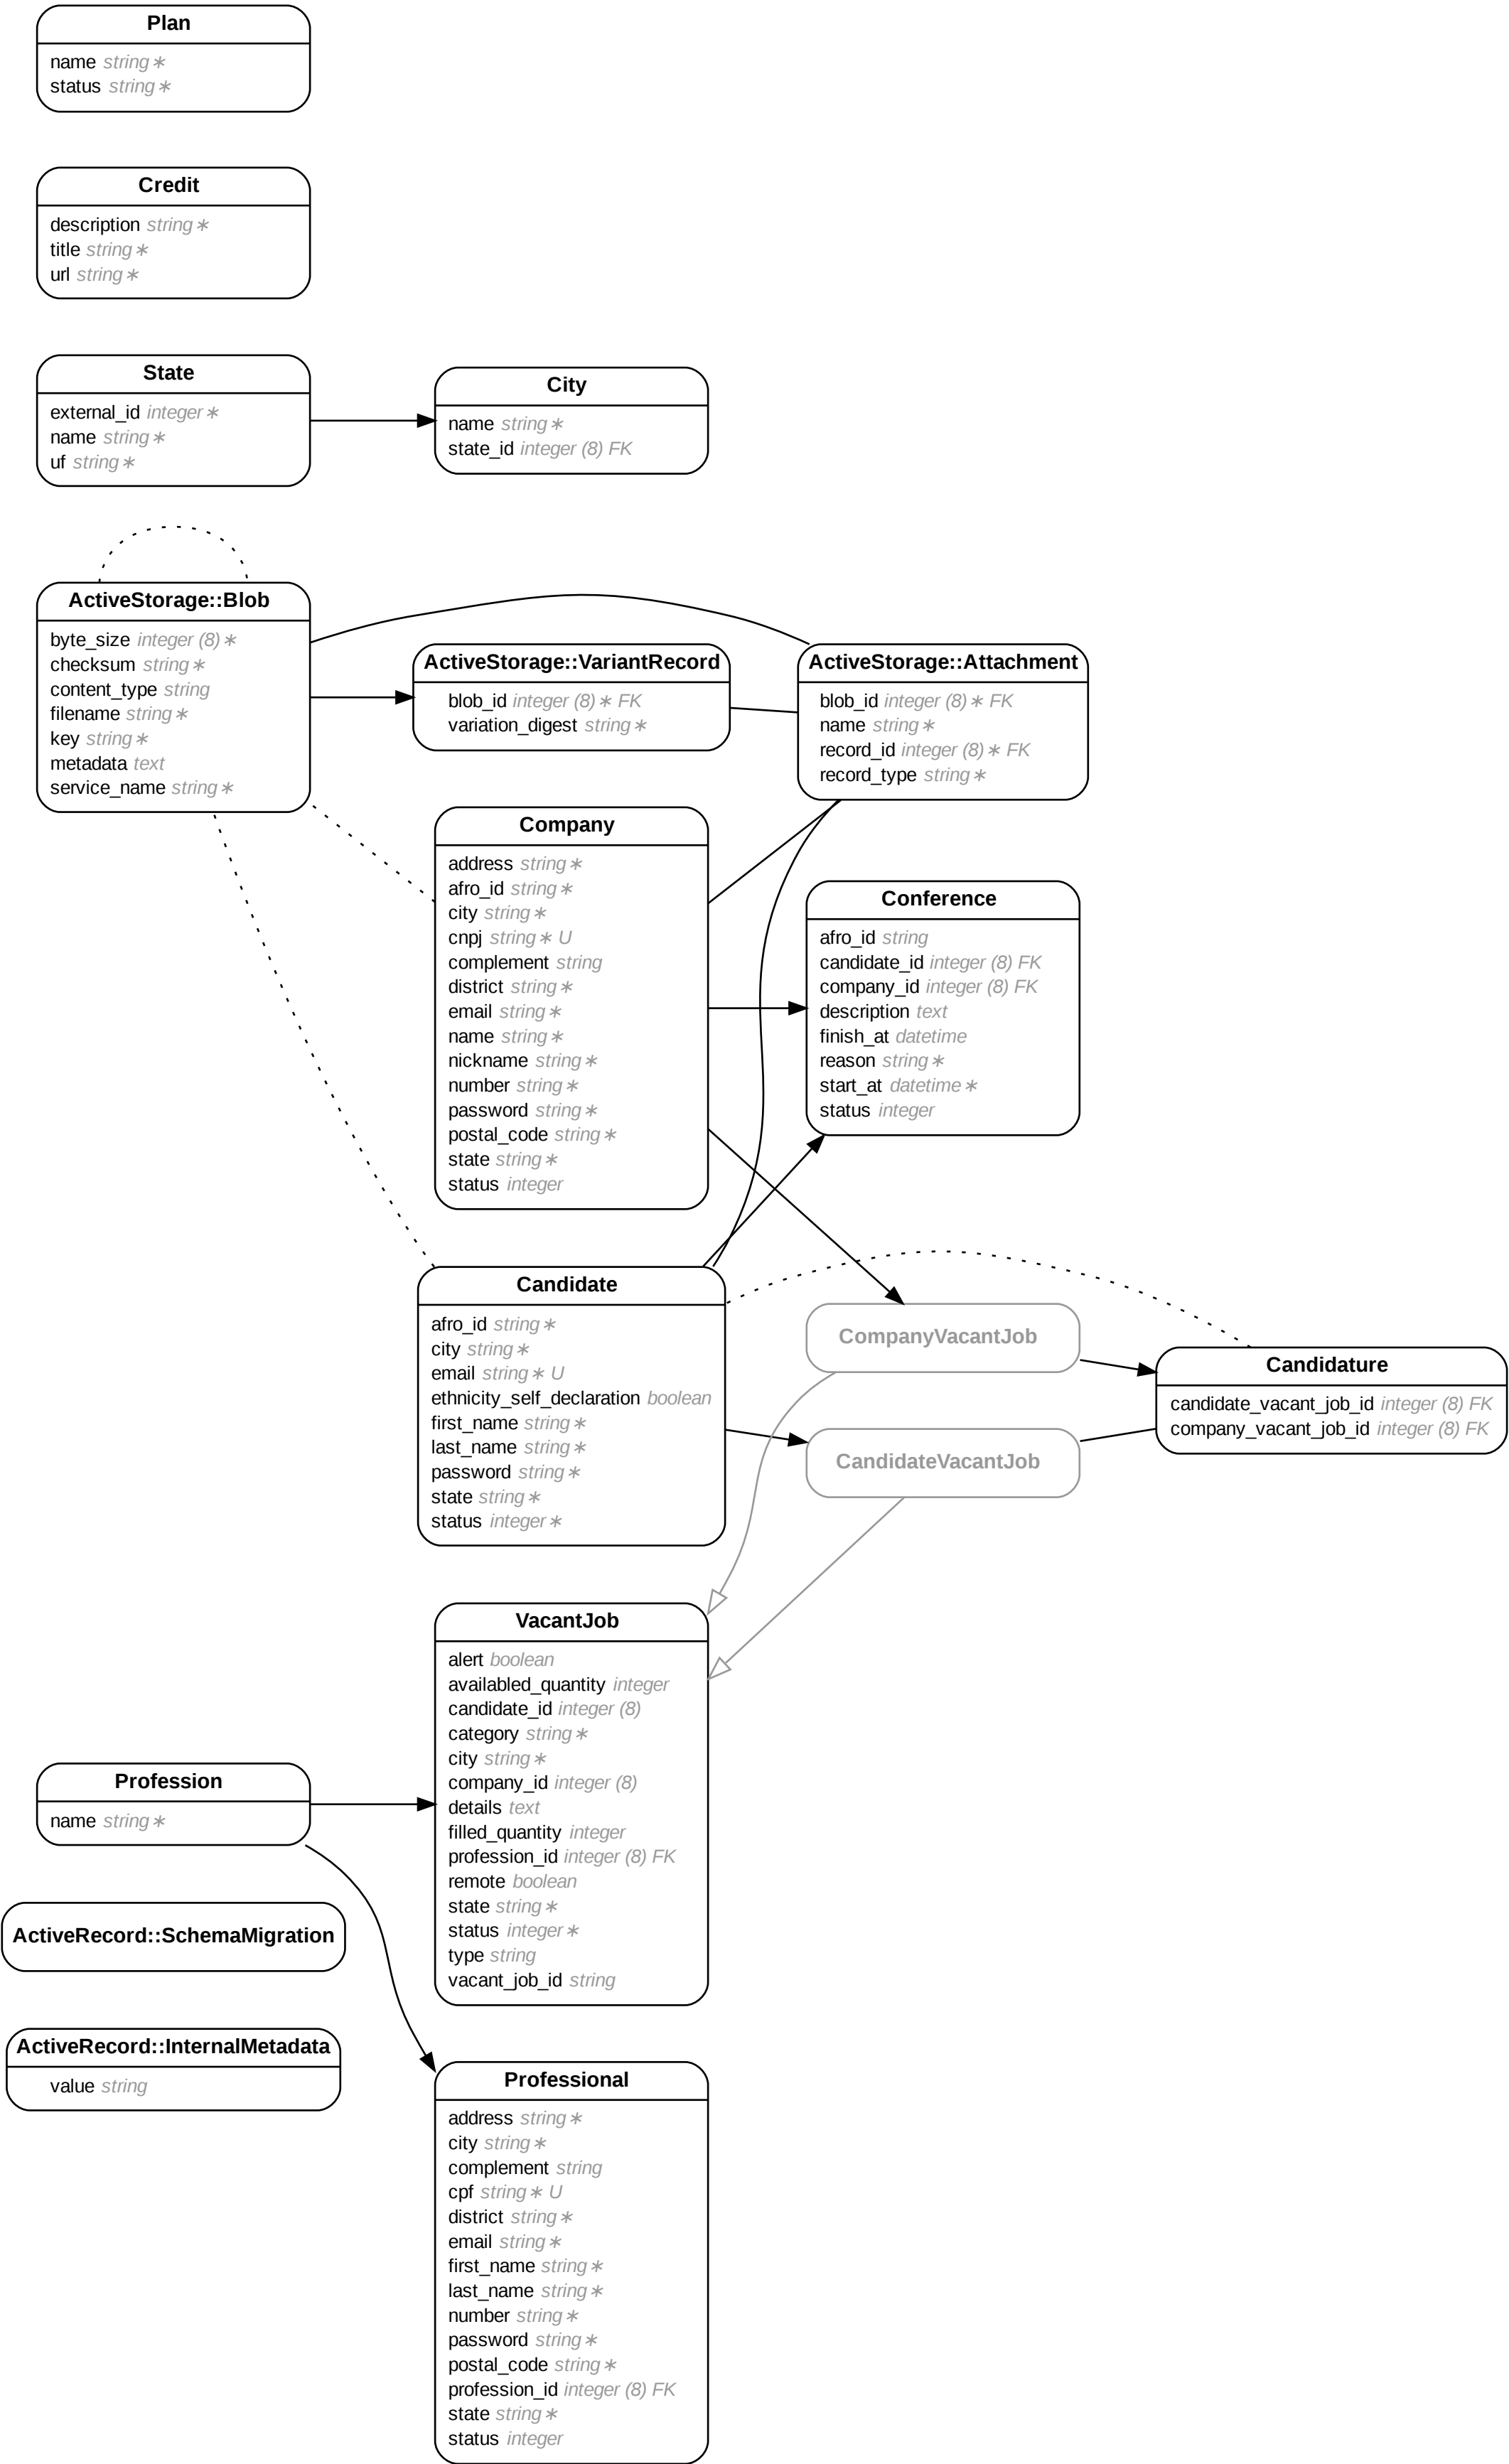 Plan
name string∗
status string∗
Credit
description string∗
title string∗
url string∗
State
external_id integer∗
name string∗
uf string∗
City
name string∗
state_id integer (8) FK
ActiveStorage::Blob
byte_size integer (8)∗
checksum string∗
content_type string
filename string∗
key string∗
metadata text
service_name string∗
ActiveStorage::VariantRecord
blob_id integer (8)∗ FK
variation_digest string∗
ActiveStorage::Attachment
blob_id integer (8)∗ FK
name string∗
record_id integer (8)∗ FK
record_type string∗
Company
address string∗
afro_id string∗
city string∗
cnpj string∗ U
complement string
district string∗
email string∗
name string∗
nickname string∗
number string∗
password string∗
postal_code string∗
state string∗
status integer
Conference
afro_id string
candidate_id integer (8) FK
company_id integer (8) FK
description text
finish_at datetime
reason string∗
start_at datetime∗
status integer
Candidate
afro_id string∗
city string∗
email string∗ U
ethnicity_self_declaration boolean
first_name string∗
last_name string∗
password string∗
state string∗
status integer∗
CompanyVacantJob
CandidateVacantJob
Candidature
candidate_vacant_job_id integer (8) FK
company_vacant_job_id integer (8) FK
VacantJob
alert boolean
availabled_quantity integer
candidate_id integer (8)
category string∗
city string∗
company_id integer (8)
details text
filled_quantity integer
profession_id integer (8) FK
remote boolean
state string∗
status integer∗
type string
vacant_job_id string
Profession
name string∗
ActiveRecord::SchemaMigration
ActiveRecord::InternalMetadata
value string
Professional
address string∗
city string∗
complement string
cpf string∗ U
district string∗
email string∗
first_name string∗
last_name string∗
number string∗
password string∗
postal_code string∗
profession_id integer (8) FK
state string∗
status integer